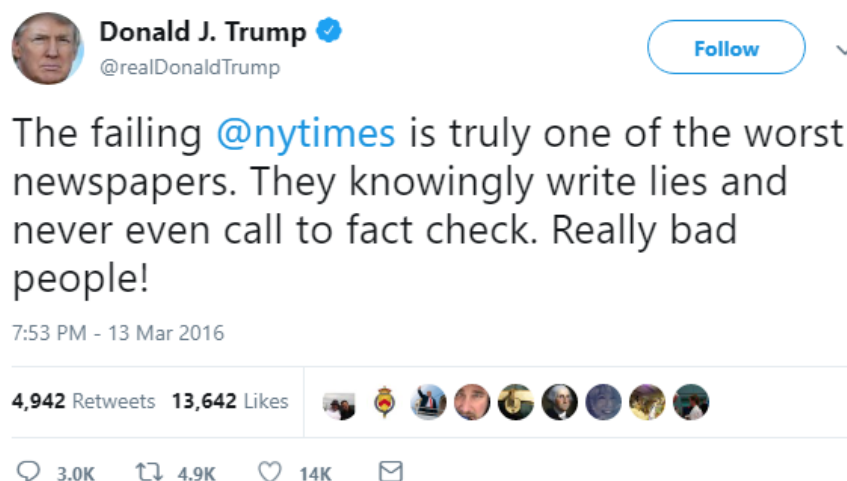 Donald J. Trump
@realDonaldTrump
Follow
The failing @nytimes is truly one of the worst
newspapers. They knowingly write lies and
never even call to fact check. Really bad
people!
7:53 PM - 13 Mar 2016
4,942 Retweets 13,642 Likes
3.0K 4.9K 14K